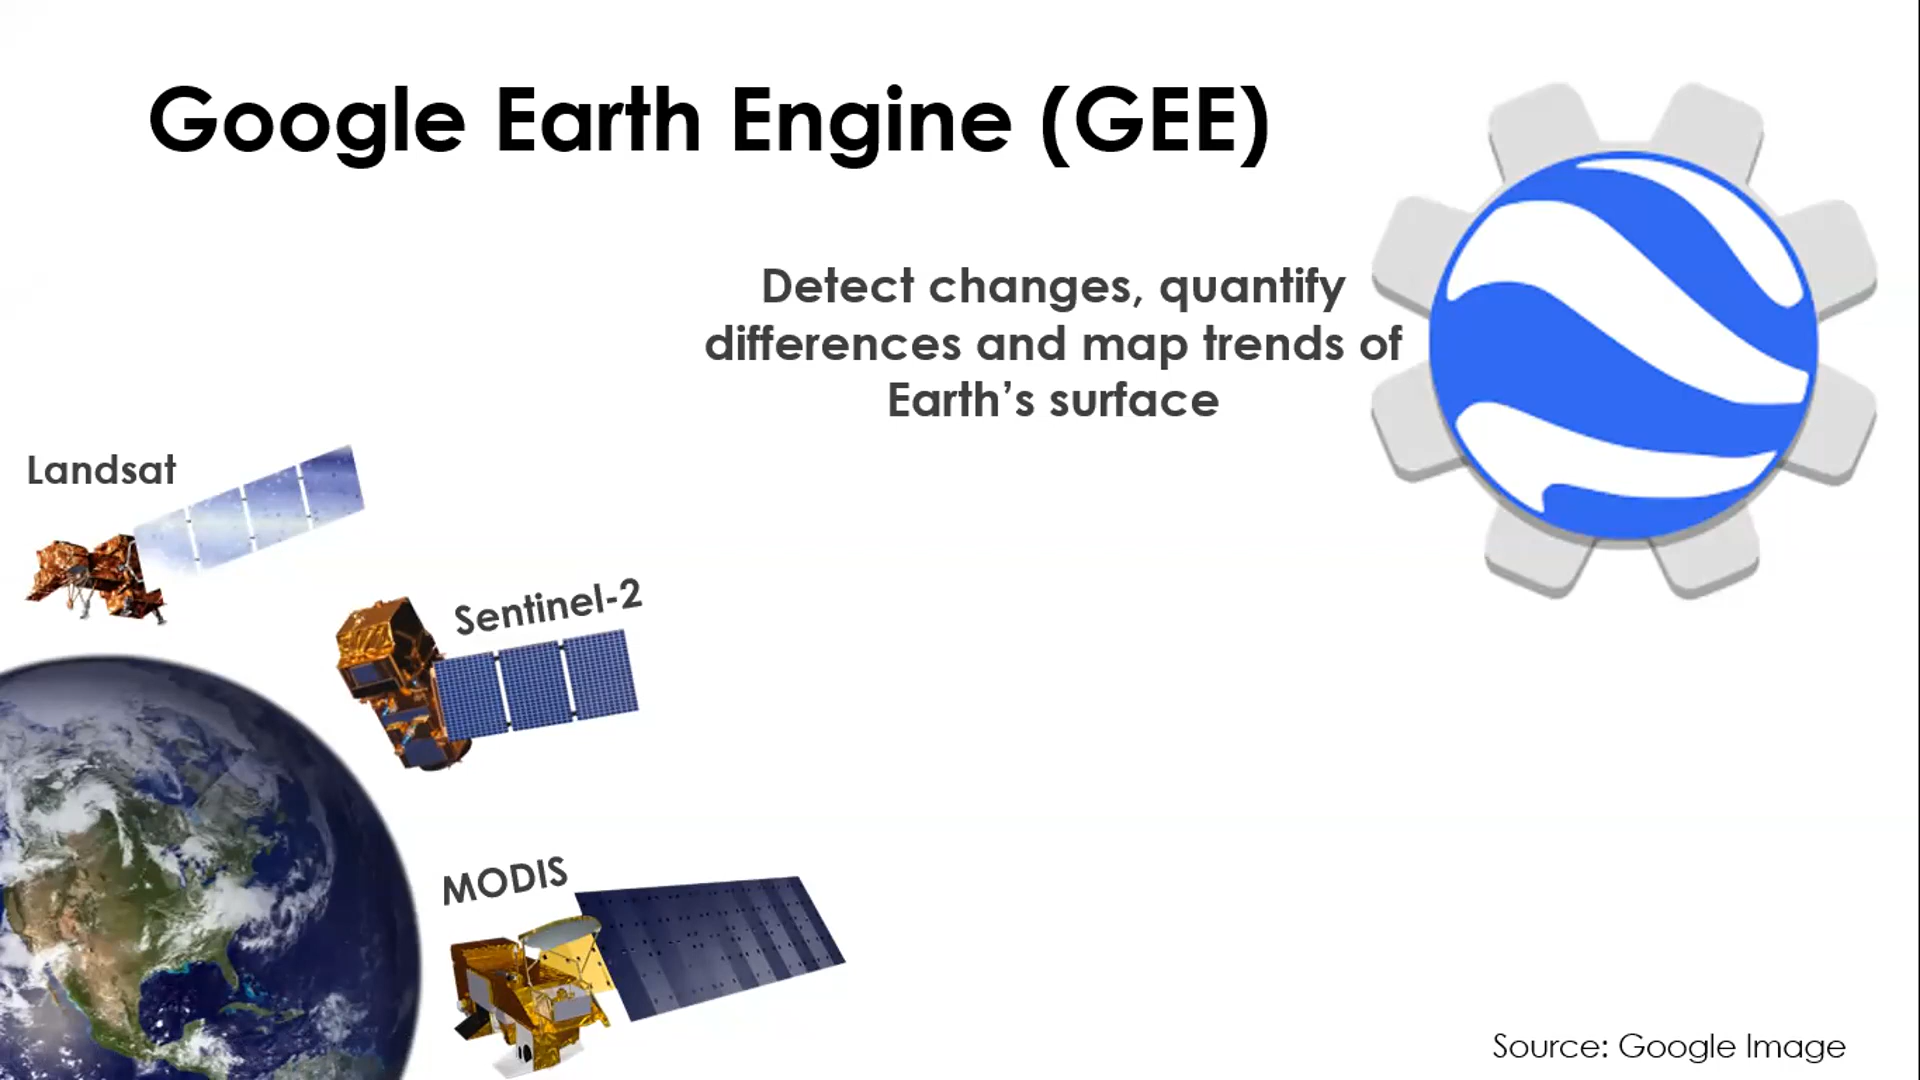 Google Earth Engine (GEE)
Detect changes, quantify
differences and map trends of
Earth’s surface
Landsat
Sentinel-2
MODIS
Source: Google Image